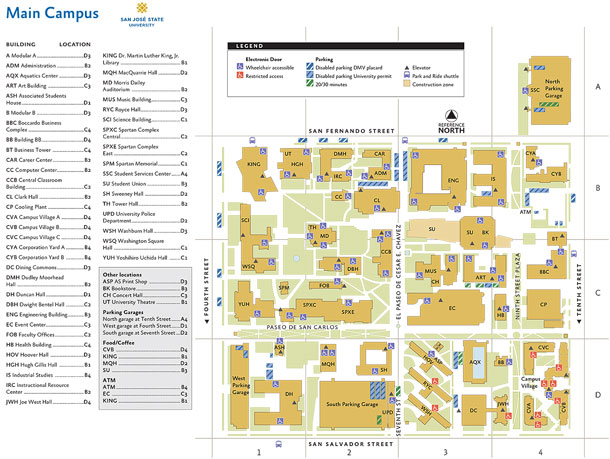 Main Campus
SAN JOSÉ STATE
UNIVERSITY
BUILDING LOCATION
A Modular A D3
ADM Administration B2
AQX Aquatic Center D3
ART Art Building C3
ASH Associated Students
House D2
B Modular B D3
BBC Boccardo Business
Complex C4
BB Building BB D4
BT Business Tower C4
CAR Career Center B2
CC Computer Center B2
CCB Central Classroom
Building C2
CL Clark Hall B2
CP Cooling Plant C4
CVA Campus Village A D4
CVB Campus Village B D4
CVC Campus Village C D4
CYA Corporation Yard A B4
CYB Corporation Yard B B4
DC Dining Commons D3
DMH Dudley Moorhead
Hall B2
DH Duncan Hall D1
DBH Dwight Bentel Hall C2
ENG Engineering Building B3
EC Event Center C3
FOB Faculty Offices C2
HB Health Building C4
HOV Hoover Hall D3
HGH Hugh Gillis Hall B1
IS Industrial Studies B4
IRC Instructional Resource
Center B2
JWH Joe West Hall D4
KING Dr. Martin Luther King, Jr.
Library B1
MQH MacQuarrie Hall D2
MD Morris Dailey
Auditorium B2
MUS Music Building C3
RYC Royce Hall D3
SCI Science Building C1
SPXC Spartan Complex
Central C2
SPXE Spartan Complex
East C2
SPM Spartan Memorial C1
SSC Student Services Center A4
SU Student Union B3
SH Sweeney Hall D2
TH Tower Hall B2
UPD University Police
Department D2
WSH Washburn Hall D3
WSQ Washington Square
Hall C1
YUH Yoshihiro Uchida Hall C1
Other locations
ASP AS Print Shop D3
BK Bookstore B3
CH Concert Hall C3
UT University Theatre B1
Parking Garages
North garage at Tenth Street A4
West garage at Fourth Street D1
South garage at Seventh Street D2
Food/Coffee
CVB D4
KING B1
MQH D2
SU B3
ATM
ATM B4
EC C3
KING B1
LEGEND
Electronic Door
Wheelchair accessible
Restricted access
Parking
Disabled parking DMV placard
Disabled parking University permit
20/30 minutes
Elevator
Park and Ride shuttle
Construction zone
REFERENCE
NORTH
North
Parking
Garage
SSC
A
SAN FERNANDO STREET
KING
UT
HGH
DMH
IRC
CAR
ADM
CC
CL
ENG
IS
CYA
CYB
ATM
B
SCI
WSQ
TH
MD
DBH
CCB
FOB
SU
SU
BK
MUS
CH
ART
BT
BBC
YUH
SPM
SPXC
SPXE
EC
HB
BB
CP
C
FOURTH STREET
EL PASEO DE CESAR E. CHAVEZ
NINTH STREET PLAZA
TENTH STREET
PASEO DE SAN CARLOS
West
Parking
Garage
DH
ASH
MQH
SH
South Parking Garage
UPD
SEVENTH ST
HOV
ASP
RYC
WSH
AQX
DC
JWH
Campus
Village
CVC
CVA
CVB
D
SAN SALVADOR STREET
1
2
3
4